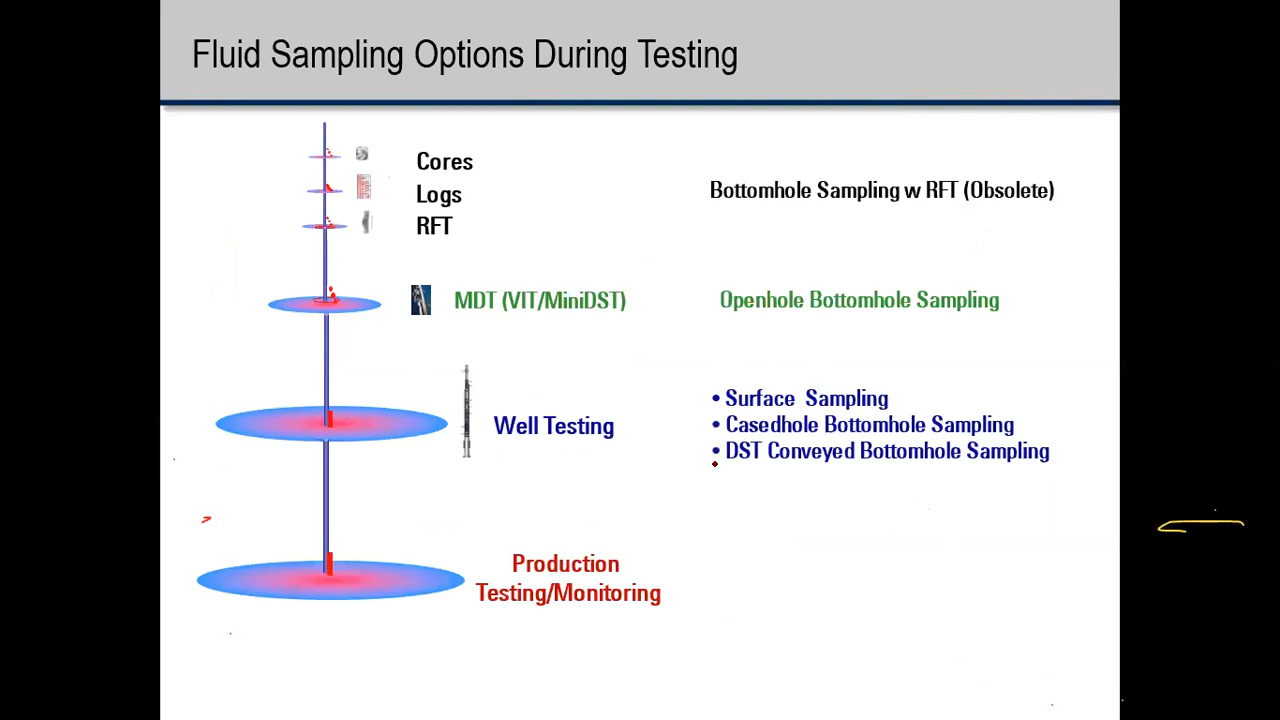 Fluid Sampling Options During Testing
Cores
Logs
RFT
Bottomhole Sampling w RFT (Obsolete)
MDT (VIT/MiniDST)
Openhole Bottomhole Sampling
Well Testing
• Surface Sampling
• Casedhole Bottomhole Sampling
• DST Conveyed Bottomhole Sampling
Production
Testing/Monitoring